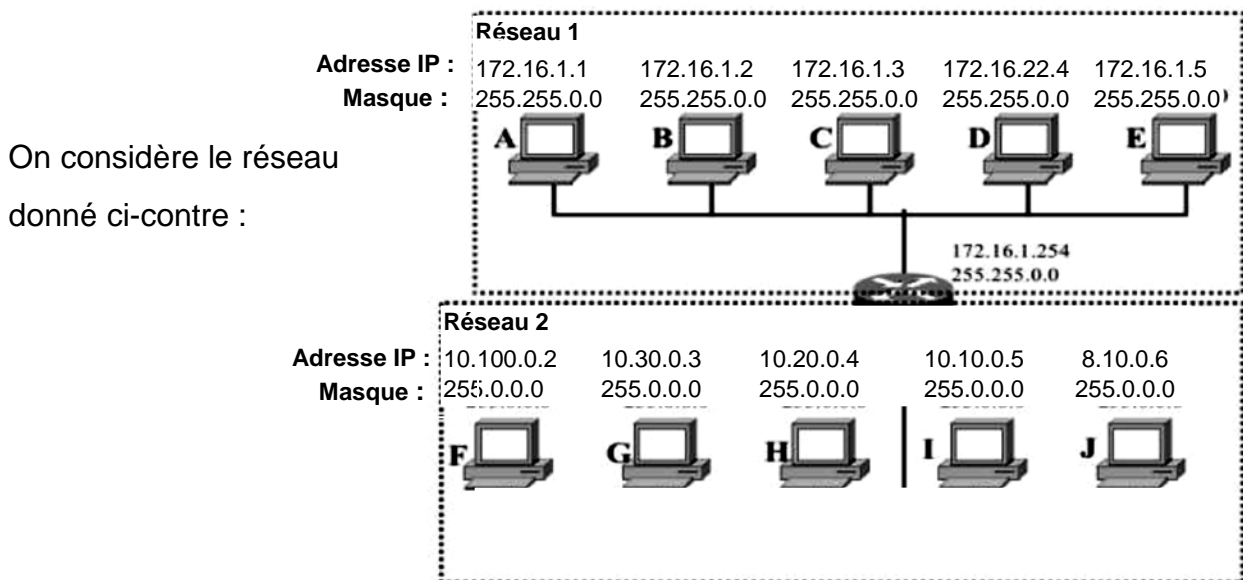 Réseau 1
Adresse IP : 172.16.1.1 172.16.1.2 172.16.1.3 172.16.22.4 172.16.1.5
Masque : 255.255.0.0 255.255.0.0 255.255.0.0 255.255.0.0 255.255.0.0
A B C D E
On considère le réseau
donné ci-contre :
172.16.1.254
255.255.0.0
Réseau 2
Adresse IP : 10.100.0.2 10.30.0.3 10.20.0.4 10.10.0.5 8.10.0.6
Masque : 255.0.0.0 255.0.0.0 255.0.0.0 255.0.0.0 255.0.0.0
F G H I J